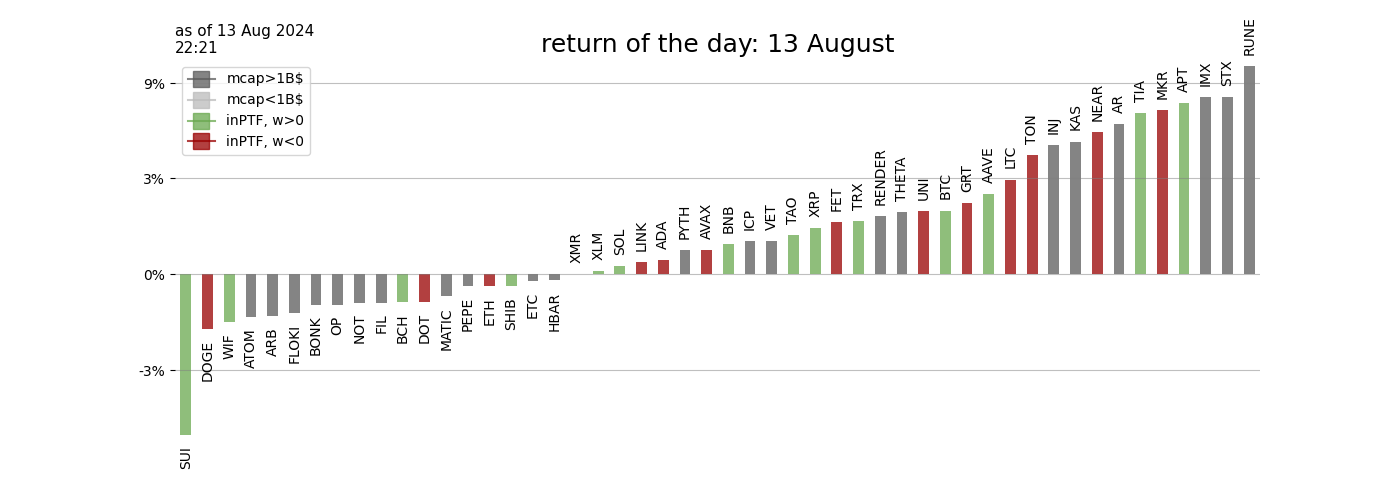 as of 13 Aug 2024
22:21
return of the day: 13 August
mcap>1B$
mcap<1B$
inPTF, w>0
inPTF, w<0
9%
3%
0%
-3%
SUI
DOGE
WIF
ATOM
ARB
FLOKI
BONK
OP
NOT
FIL
BCH
DOT
MATIC
PEPE
ETH
SHIB
ETC
HBAR
XMR
XLM
SOL
LINK
ADA
PYTH
AVAX
BNB
ICP
VET
TAO
XRP
FET
TRX
RENDER
THETA
UNI
BTC
GRT
AAVE
LTC
TON
INJ
KAS
NEAR
AR
TIA
MKR
APT
IMX
STX
RUNE